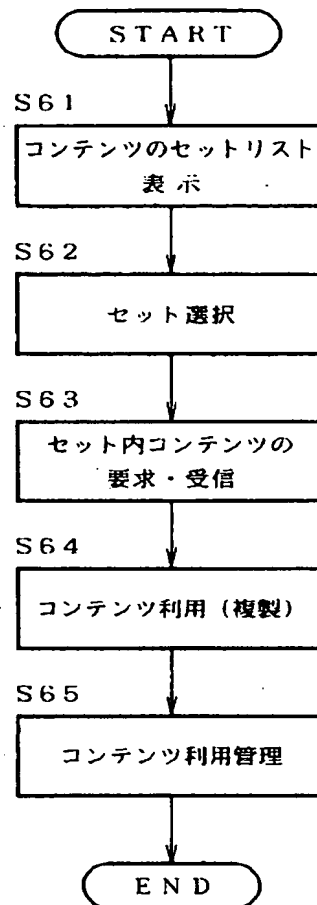 START
S61
コンテンツのセットリスト
表示
S62
セット選択
S63
セット内コンテンツの
要求・受信
S64
コンテンツ利用（複製）
S65
コンテンツ利用管理
END